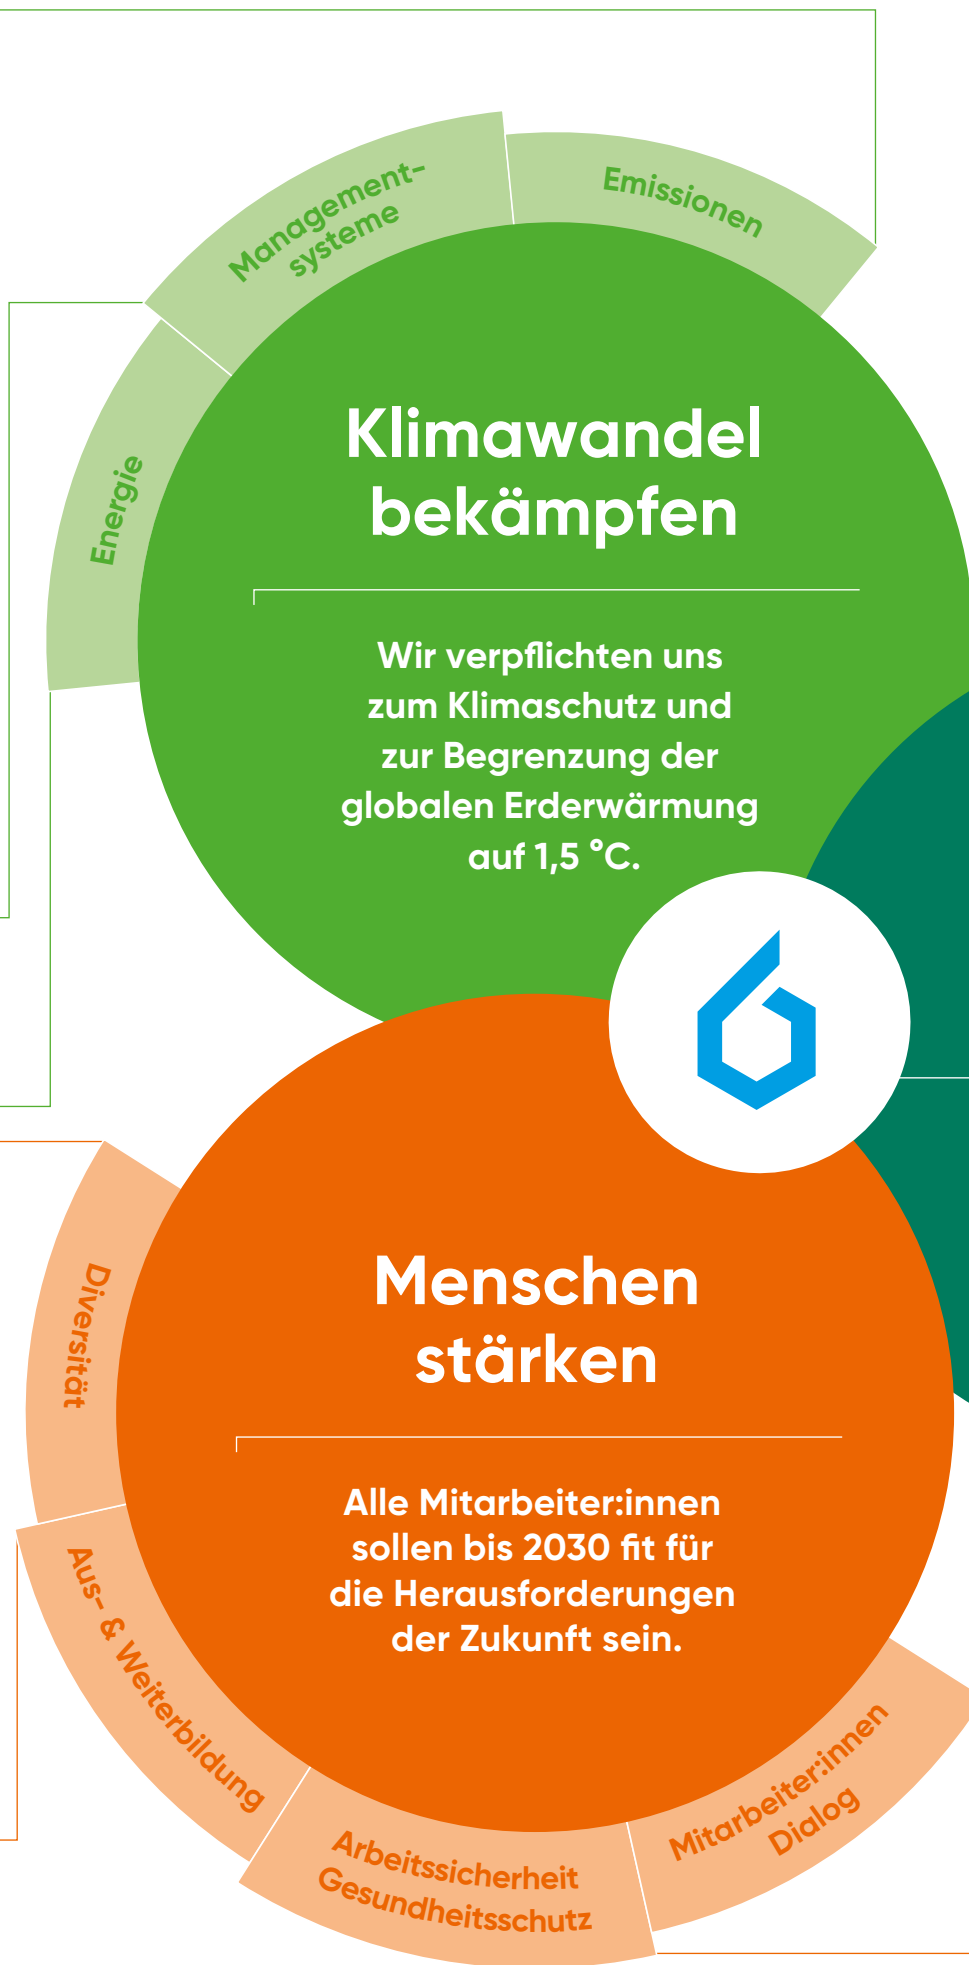 Management-
systeme
Emissionen
Energie
Klimawandel
bekämpfen
Wir verpflichten uns
zum Klimaschutz und
zur Begrenzung der
globalen Erderwärmung
auf 1,5 °C.
6
Menschen
stärken
Alle Mitarbeiter:innen
sollen bis 2030 fit für
die Herausforderungen
der Zukunft sein.
Diversität
Aus- & Weiterbildung
Arbeitssicherheit
Gesundheitsschutz
Mitarbeiter:innen
Dialog